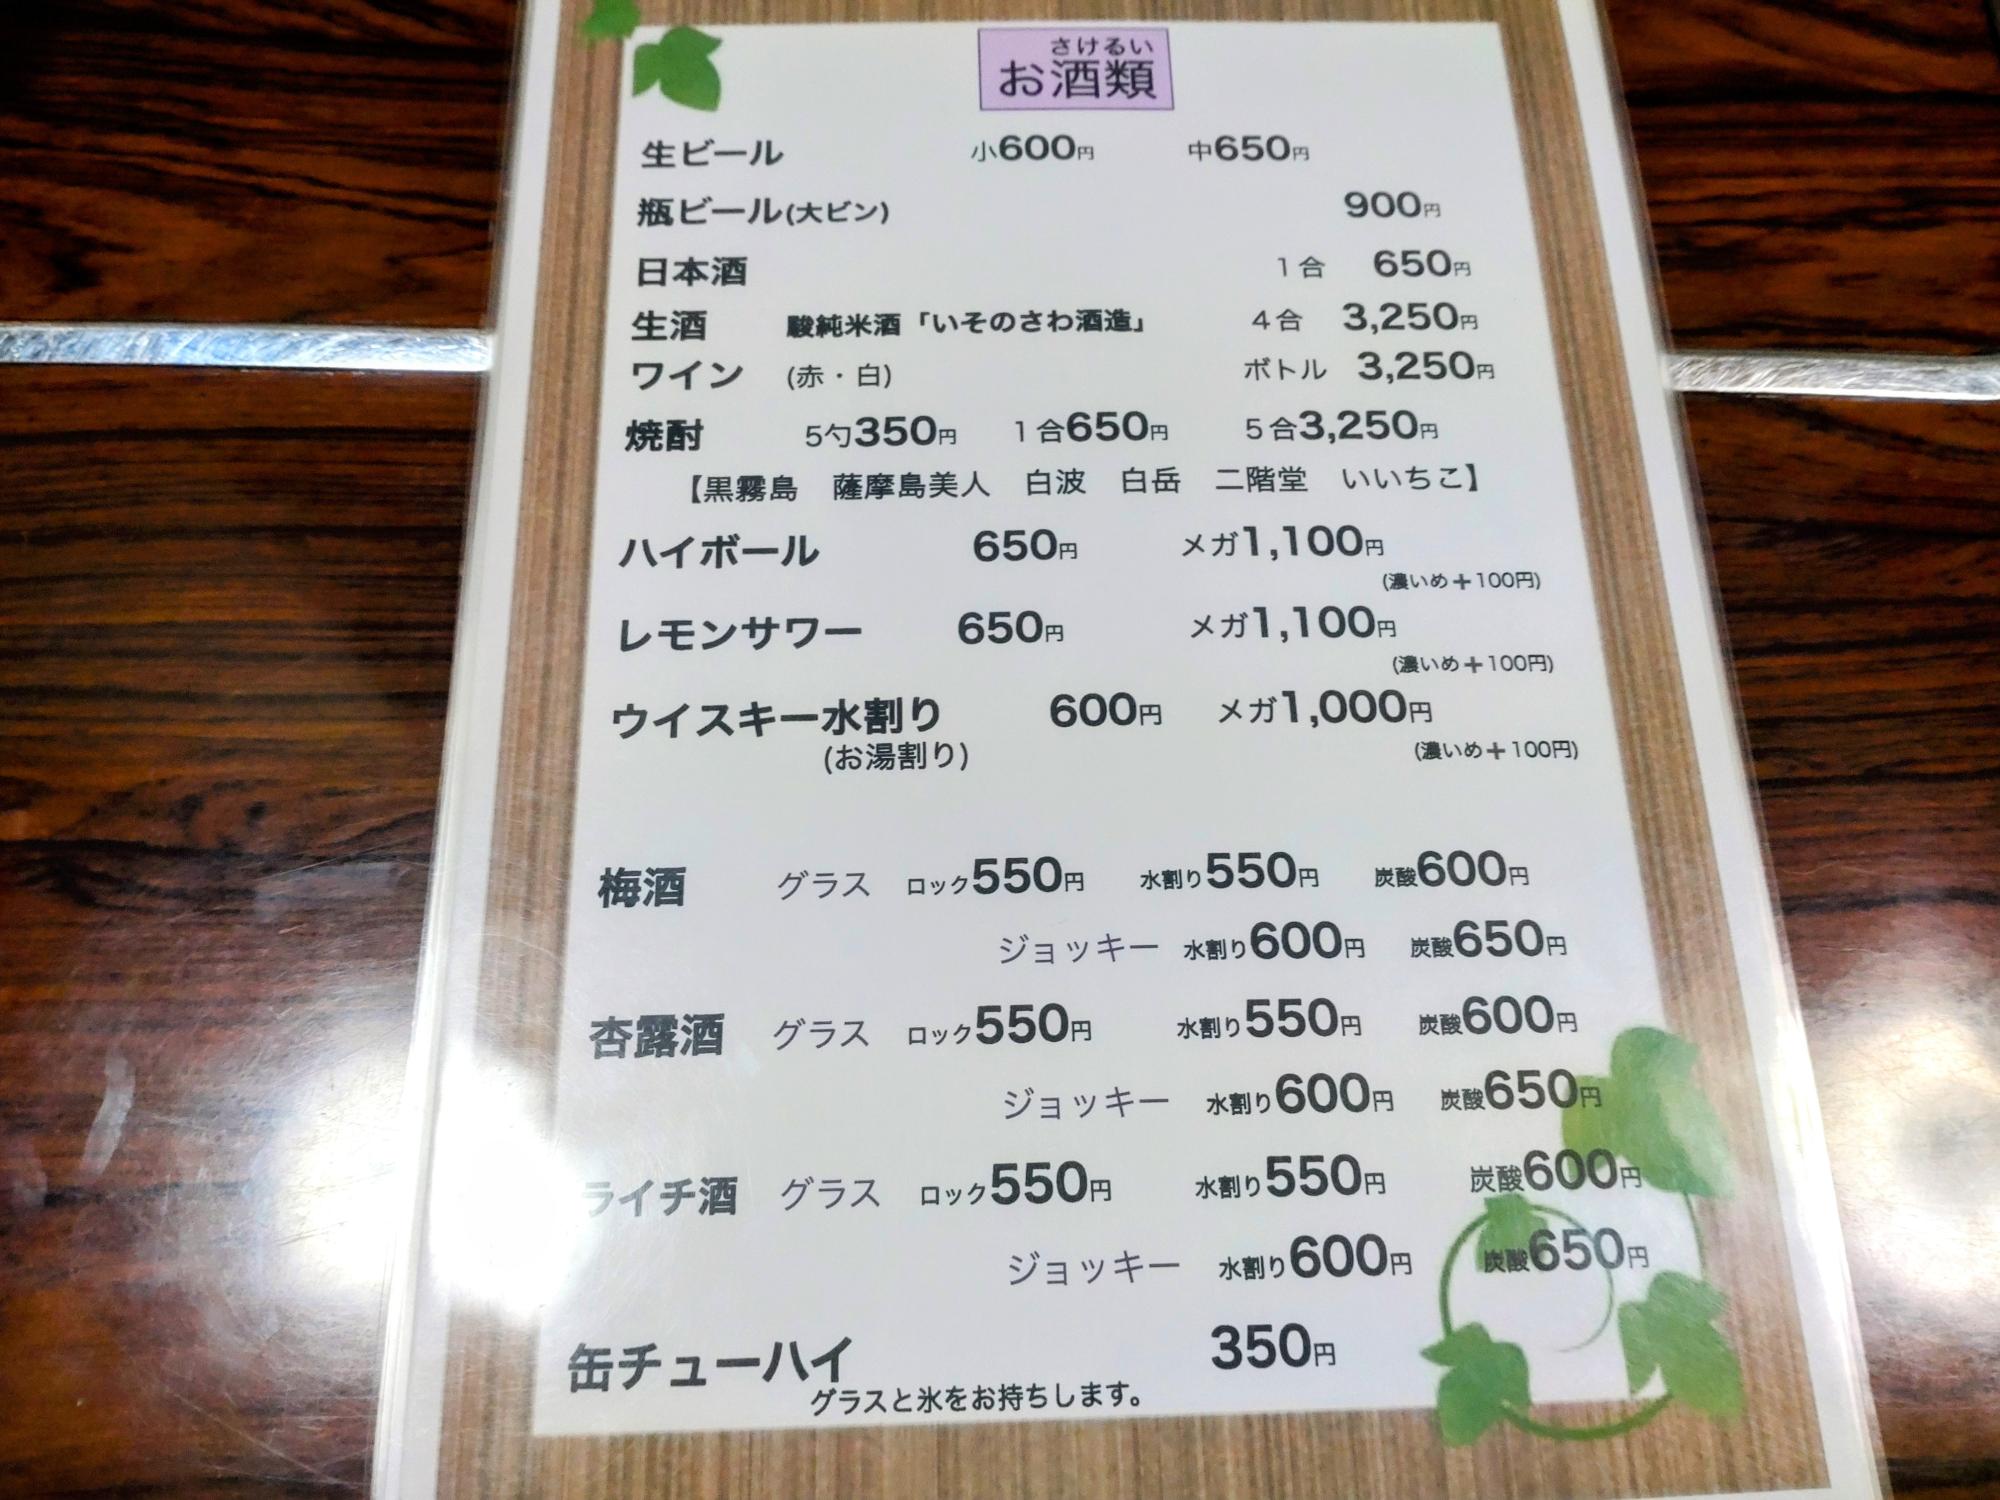 さけるい
お酒類
生ビール 小600円 中650円
瓶ビール(大ビン) 900円
日本酒 1合 650円
生酒 駿純米酒「いそのさわ酒造」 4合 3,250円
ワイン (赤・白) ボトル 3,250円
焼酎 5勺350円 1合650円 5合3,250円
【黒霧島 薩摩島美人 白波 白岳 二階堂 いいちこ】
ハイボール 650円 メガ1,100円
(濃いめ＋100円)
レモンサワー 650円 メガ1,100円
(濃いめ＋100円)
ウイスキー水割り 600円 メガ1,000円
(お湯割り) (濃いめ＋100円)
梅酒 グラス ロック550円 水割り550円 炭酸600円
ジョッキー 水割り600円 炭酸650円
杏露酒 グラス ロック550円 水割り550円 炭酸600円
ジョッキー 水割り600円 炭酸650円
ライチ酒 グラス ロック550円 水割り550円 炭酸600円
ジョッキー 水割り600円 炭酸650円
缶チューハイ 350円
グラスと氷をお持ちします。